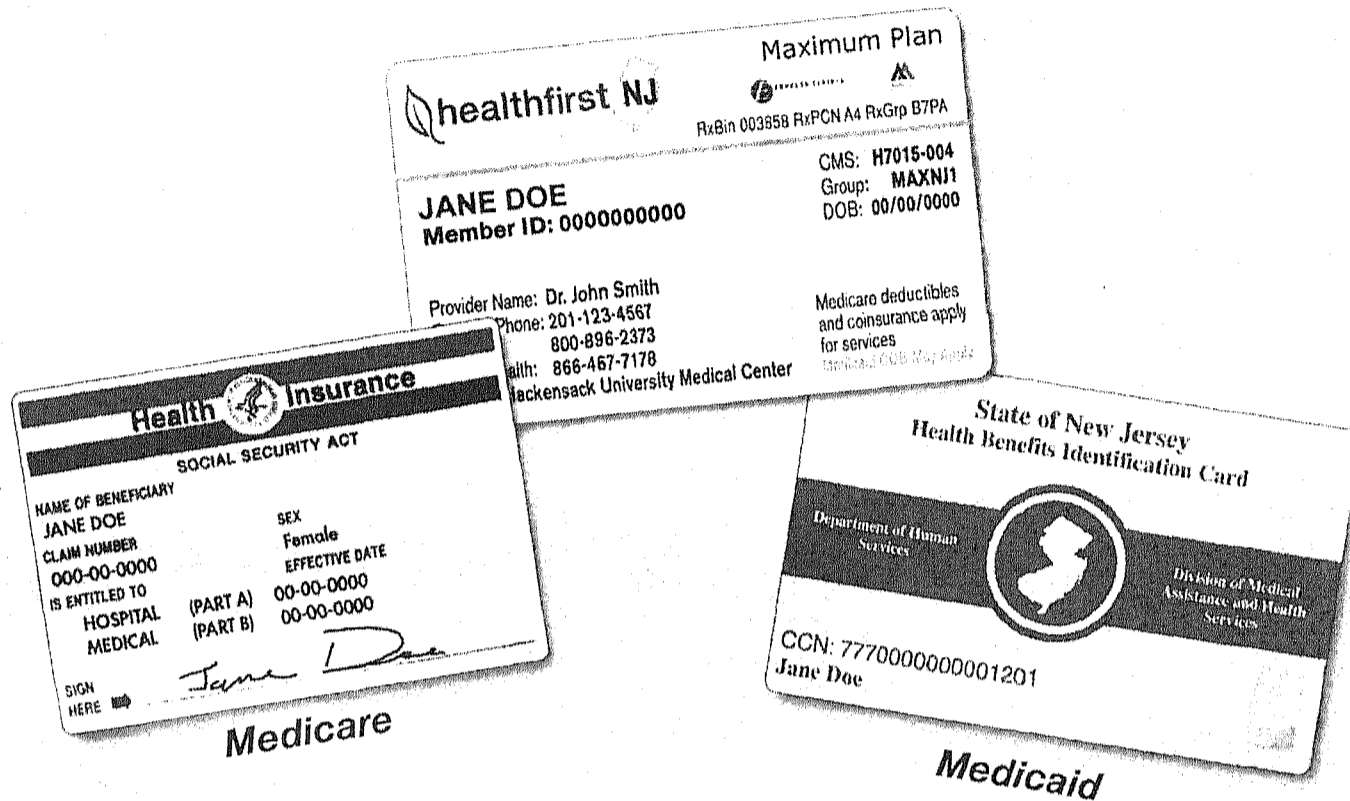 healthfirst NJ
Maximum Plan
RxBin 003858 RxPCN A4 RxGrp B7PA
JANE DOE
Member ID: 0000000000
CMS: H7015-004
Group: MAXNJ1
DOB: 00/00/0000
Provider Name: Dr. John Smith
Phone: 201-123-4567
800-896-2373
alth: 866-467-7178
Hackensack University Medical Center
Medicare deductibles
and coinsurance apply
for services
Medicaid COB May Apply
Health Insurance
SOCIAL SECURITY ACT
NAME OF BENEFICIARY
JANE DOE
CLAIM NUMBER
000-00-0000
SEX
Female
IS ENTITLED TO
EFFECTIVE DATE
HOSPITAL (PART A) 00-00-0000
MEDICAL (PART B) 00-00-0000
SIGN
HERE
Jane Doe
Medicare
State of New Jersey
Health Benefits Identification Card
Department of Human
Services
Division of Medical
Assistance and Health
Services
CCN: 7770000000001201
Jane Doe
Medicaid